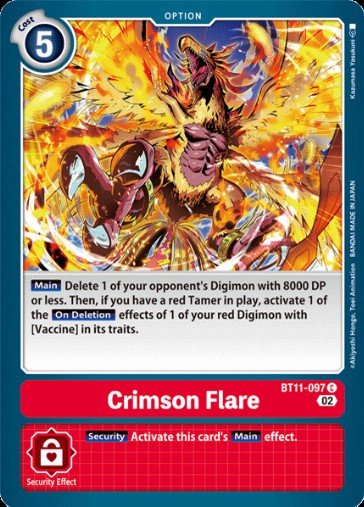 OPTION
Cost
5
Kazumasa Yasukuni
©Akiyoshi Hongo, Toei Animation BANDAI MADE IN JAPAN
Main Delete 1 of your opponent's Digimon with 8000 DP
or less. Then, if you have a red Tamer in play, activate 1 of
the On Deletion effects of 1 of your red Digimon with
[Vaccine] in its traits.
BT11-097 C
Crimson Flare
02
Security Activate this card's Main effect.
Security Effect